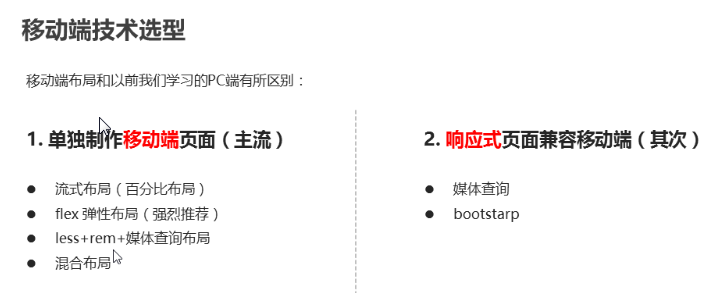 移动端技术选型
移动端布局和以前我们学习的PC端有所区别：
1. 单独制作移动端页面（主流）
● 流式布局（百分比布局）
● flex 弹性布局（强烈推荐）
● less+rem+媒体查询布局
● 混合布局
2. 响应式页面兼容移动端（其次）
● 媒体查询
● bootstarp